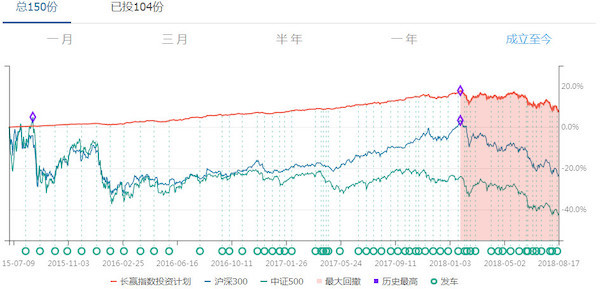 总150份 已投104份
一月 三月 半年 一年 成立至今
20.0%
0.0%
-20.0%
-40.0%
15-07-09 2015-11-03 2016-02-25 2016-06-16 2016-10-11 2017-01-26 2017-05-24 2017-09-11 2018-01-03 2018-05-02 2018-08-17
长赢指数投资计划 沪深300 中证500 最大回撤 历史最高 发车